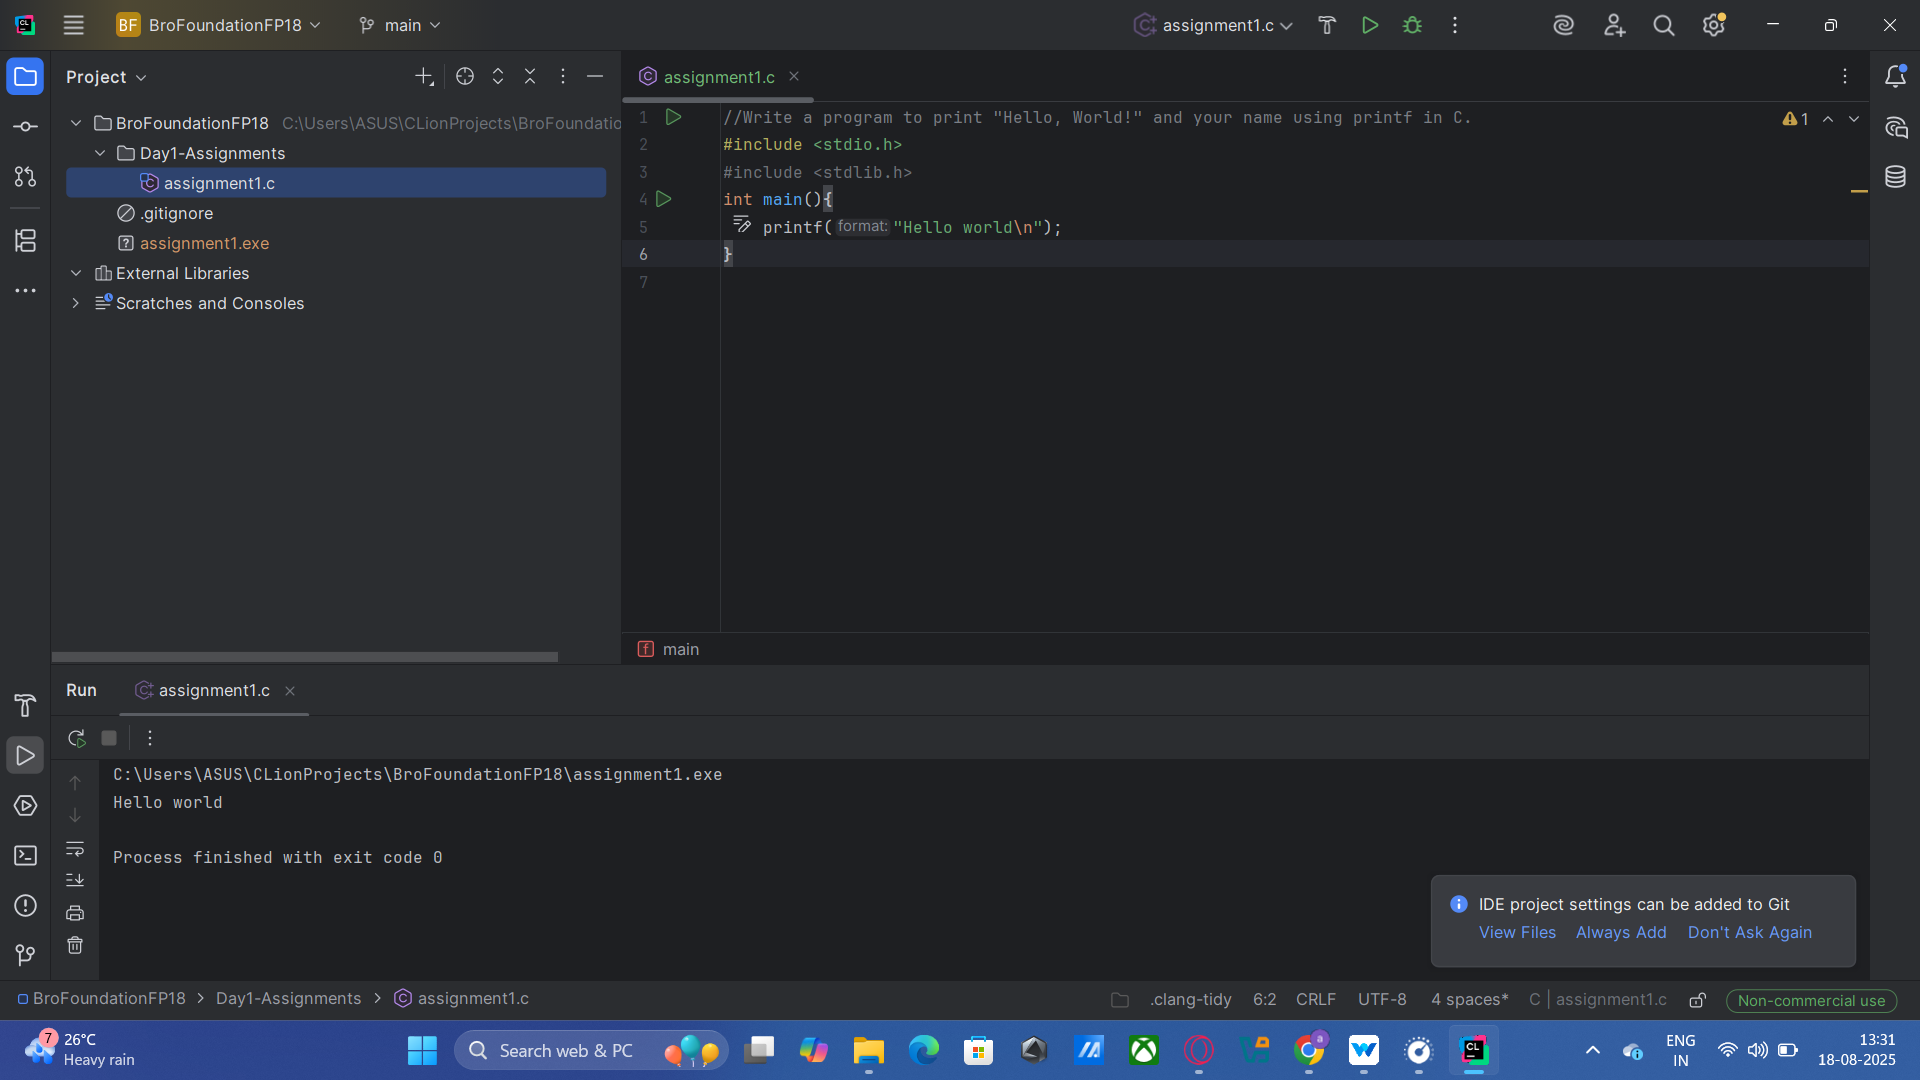 BF BroFoundationFP18
main
assignment1.c
Project
BroFoundationFP18 C:\Users\ASUS\CLionProjects\BroFoundatio
Day1-Assignments
assignment1.c
.gitignore
assignment1.exe
External Libraries
Scratches and Consoles
assignment1.c
1 //Write a program to print "Hello, World!" and your name using printf in C.
2 #include <stdio.h>
3 #include <stdlib.h>
4 int main(){
5 printf( format: "Hello world\n");
6 }
7
1
main
Run assignment1.c
C:\Users\ASUS\CLionProjects\BroFoundationFP18\assignment1.exe
Hello world
Process finished with exit code 0
IDE project settings can be added to Git
View Files Always Add Don't Ask Again
BroFoundationFP18 > Day1-Assignments > assignment1.c
.clang-tidy 6:2 CRLF UTF-8 4 spaces* C | assignment1.c Non-commercial use
7
26°C
Heavy rain
Search web & PC
CL
ENG
IN
13:31
18-08-2025